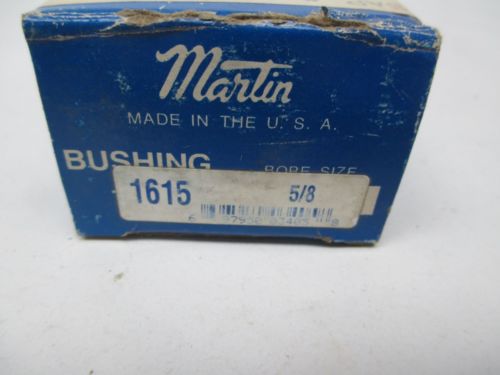 Martin
MADE IN THE U. S. A.
BUSHING BORE SIZE
1615 5/8